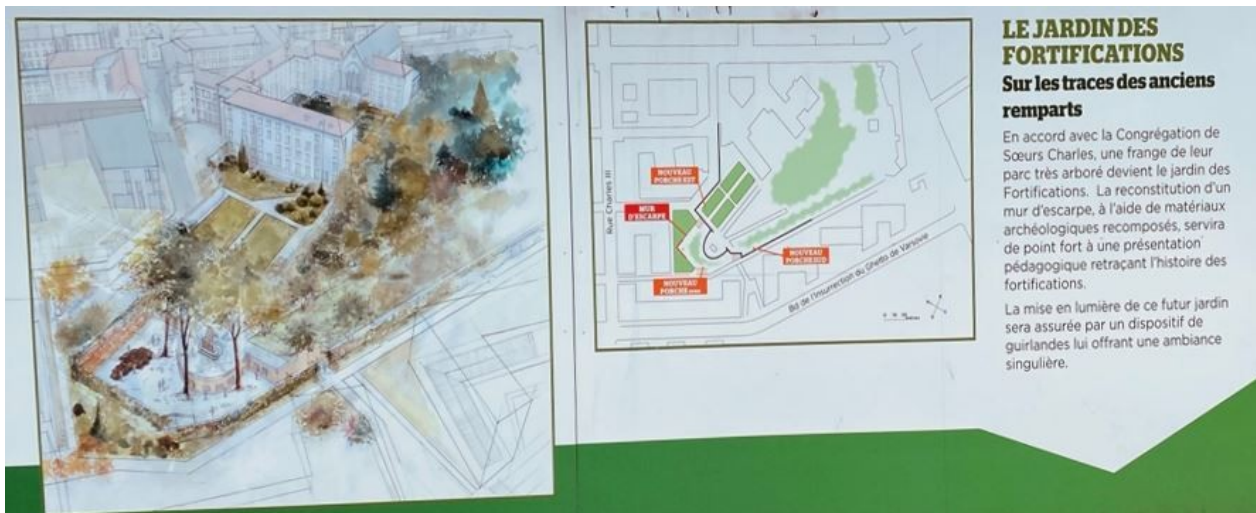 LE JARDIN DES
FORTIFICATIONS
Sur les traces des anciens
remparts
En accord avec la Congrégation de
Sœurs Charles, une frange de leur
parc très arboré devient le jardin des
Fortifications. La reconstitution d'un
mur d'escarpe, à l'aide de matériaux
archéologiques recomposés, servira
de point fort à une présentation
pédagogique retraçant l'histoire des
fortifications.
La mise en lumière de ce futur jardin
sera assurée par un dispositif de
guirlandes lui offrant une ambiance
singulière.
Rue Charles III
NOUVEAU
PORCHE EST
MUR
D'ESCARPE
NOUVEAU
PORCHE SUD
NOUVEAU
PORCHE
Bd de l'Insurrection du Ghetto de Varsovie